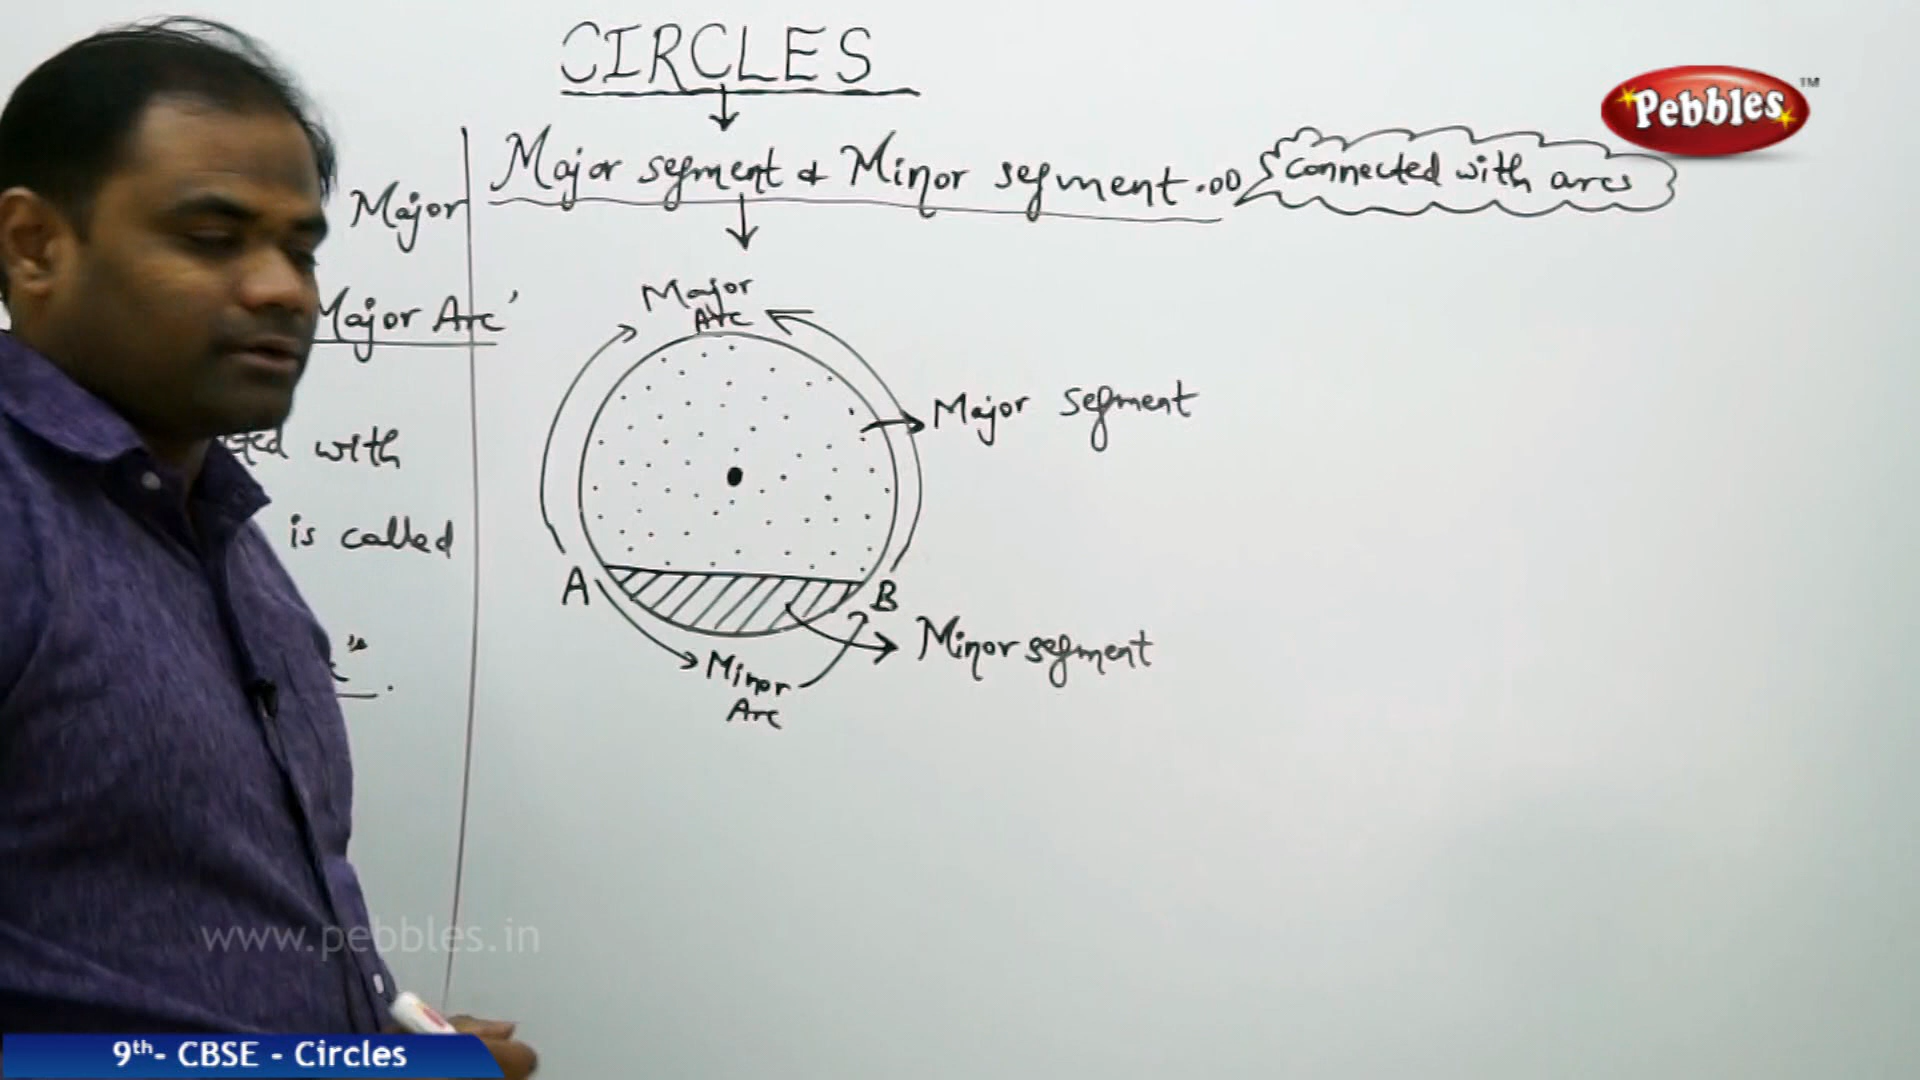 CIRCLES
Pebbles™
Major segment & Minor segment.
connected with arcs
Major
Major Arc'
Major
Arc
Major segment
with
is called
A
B
Minor segment
Minor
Arc
www.pebbles.in
9th- CBSE - Circles